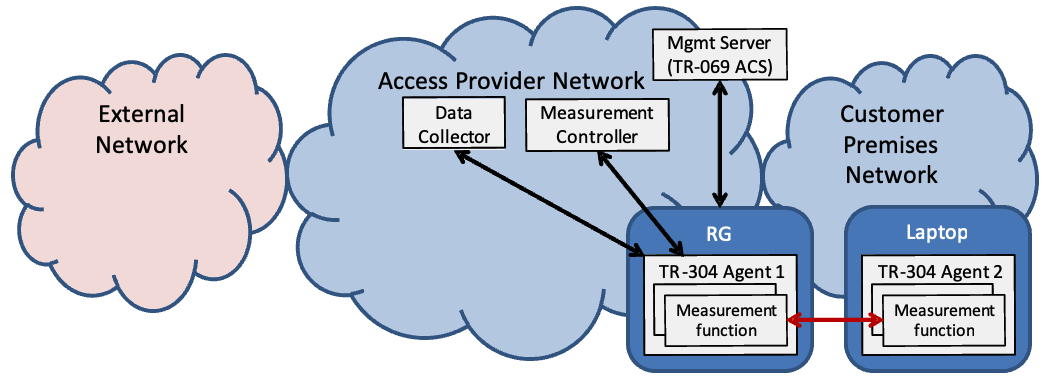 External
Network
Access Provider Network
Data
Collector
Measurement
Controller
Mgmt Server
(TR-069 ACS)
Customer
Premises
Network
RG
TR-304 Agent 1
Measurement
function
Laptop
TR-304 Agent 2
Measurement
function